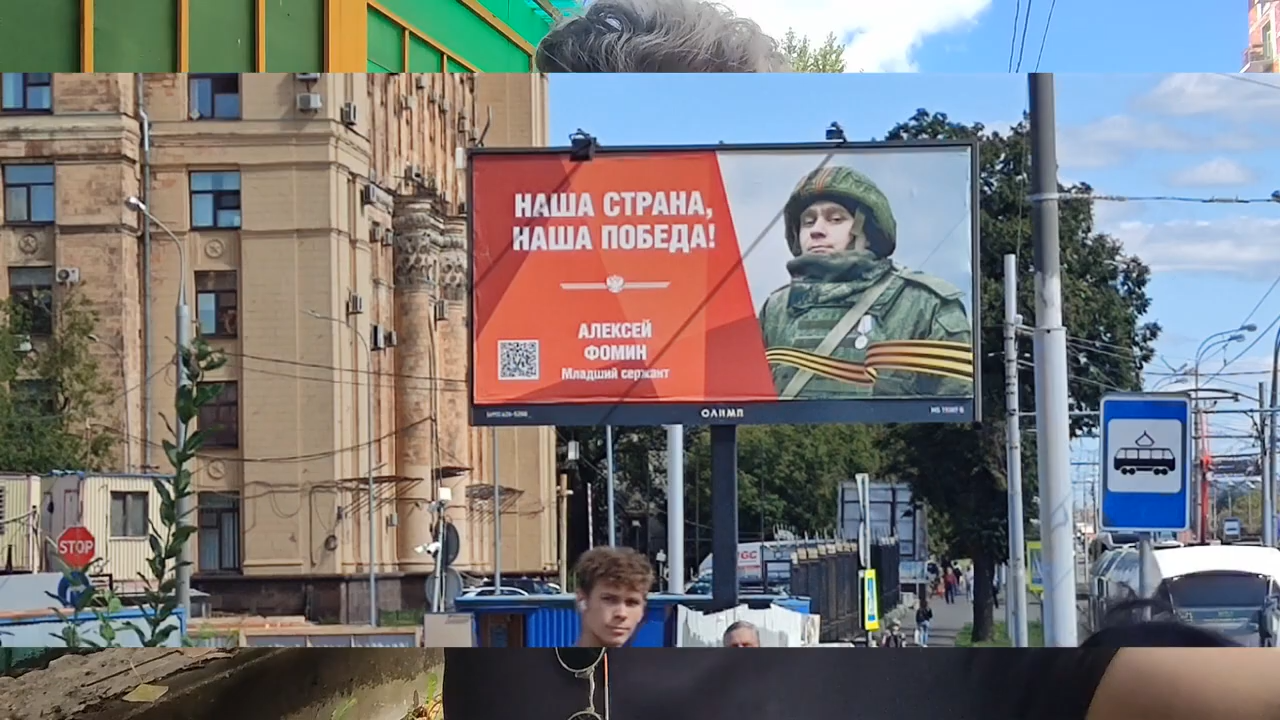 НАША СТРАНА,
НАША ПОБЕДА!
АЛЕКСЕЙ
ФОМИН
Младший сержант
ОЛИМП
STOP